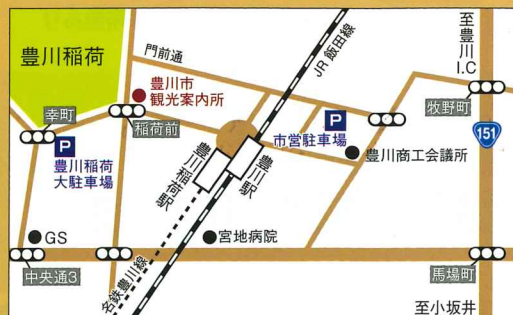 豊川稲荷
門前通
JR 飯田線
至豊川
I.C
豊川市
観光案内所
幸町
稲荷前
P
P
市営駐車場
牧野町
151
豊川稲荷
大駐車場
豊川駅
豊川稲荷駅
豊川商工会議所
GS
宮地病院
中央通3
名鉄豊川線
馬場町
至小坂井